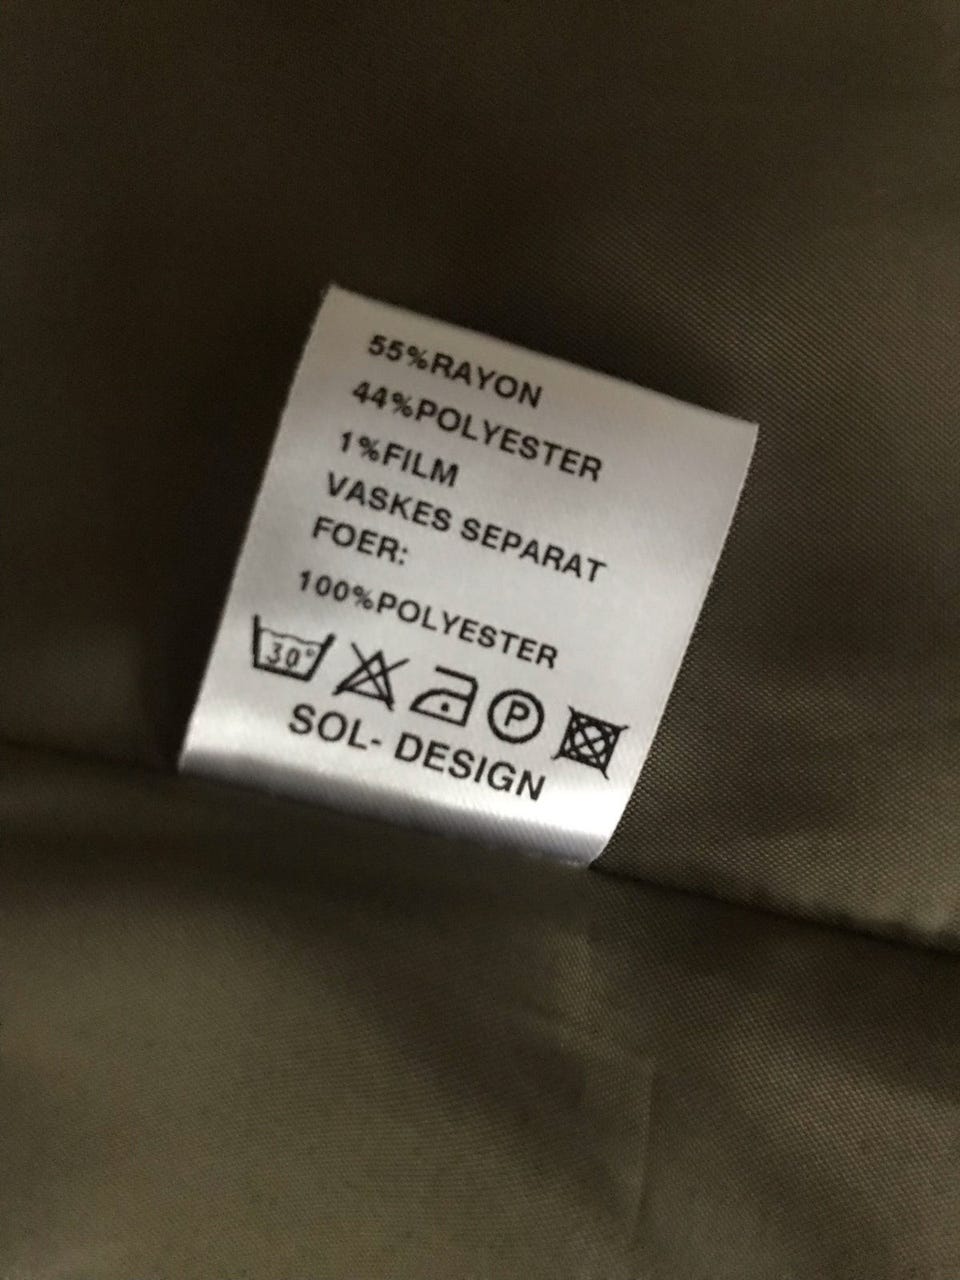 55%RAYON
44%POLYESTER
1%FILM
VASKES SEPARAT
FOER:
100%POLYESTER
30° P
SOL- DESIGN